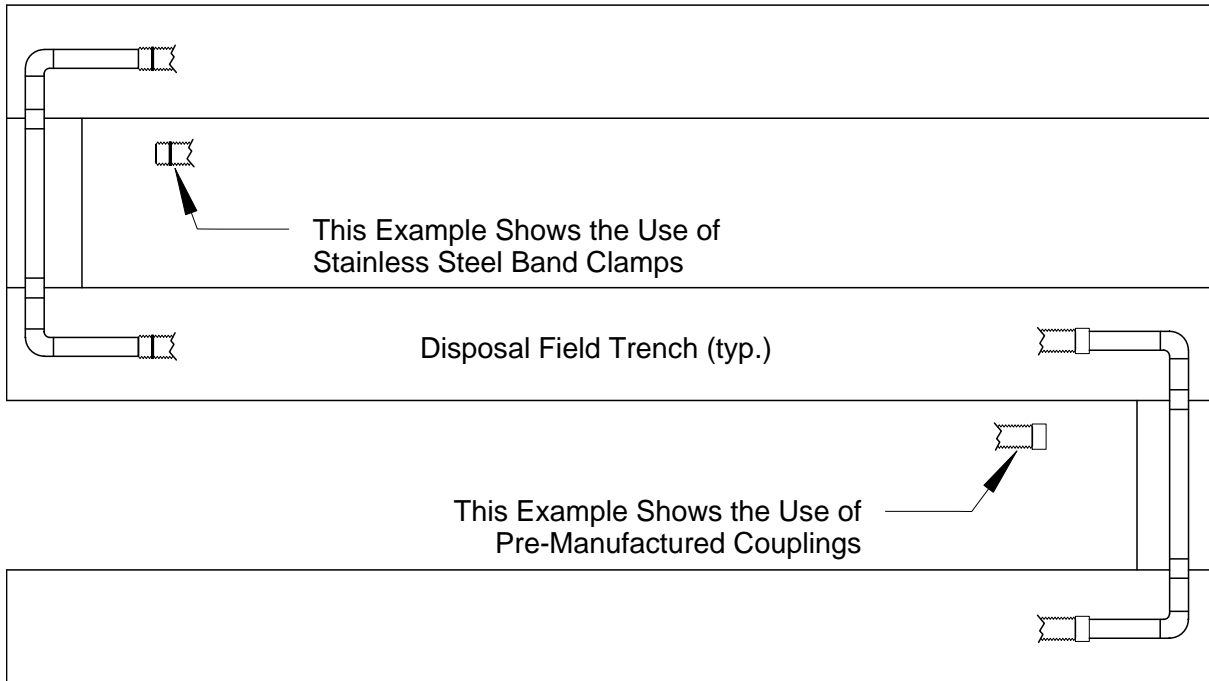 This Example Shows the Use of
Stainless Steel Band Clamps
Disposal Field Trench (typ.)
This Example Shows the Use of
Pre-Manufactured Couplings